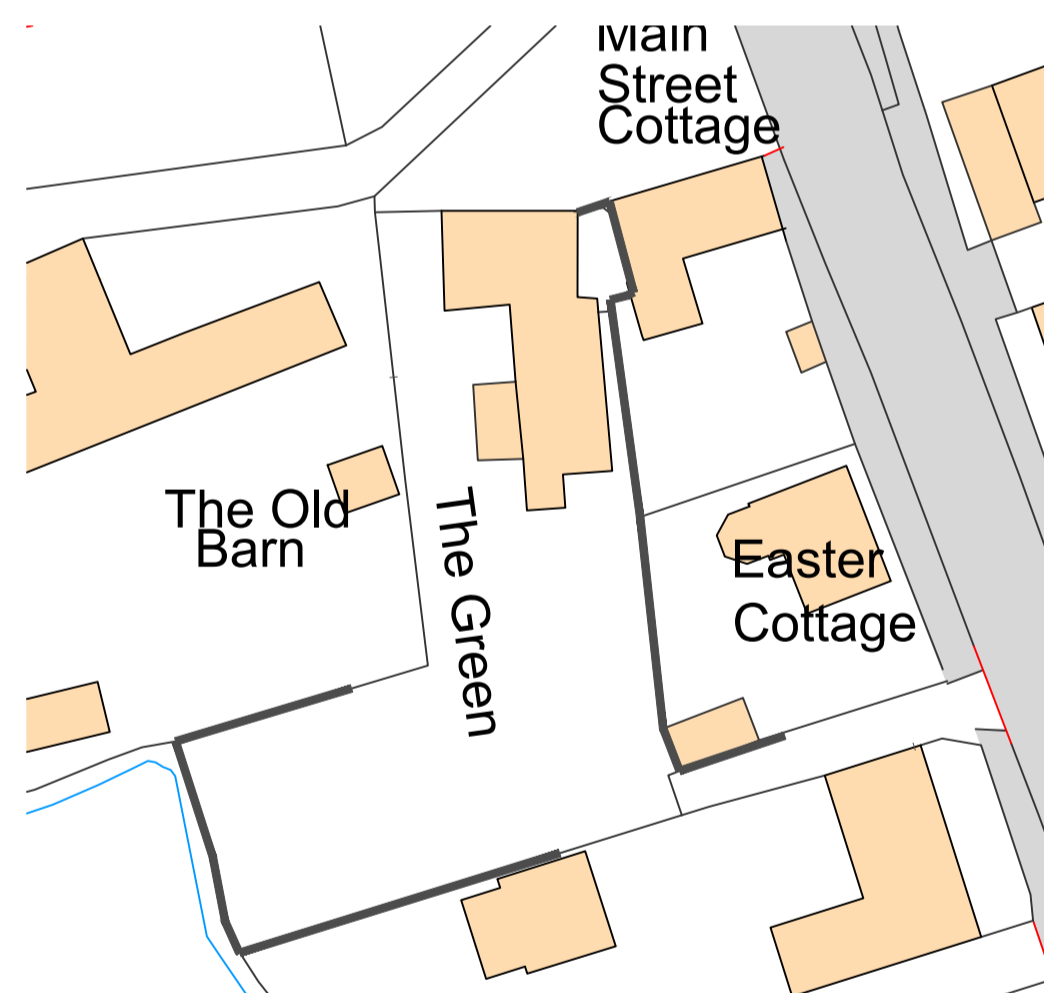 Main
Street
Cottage
The Old
Barn
The Green
Easter
Cottage